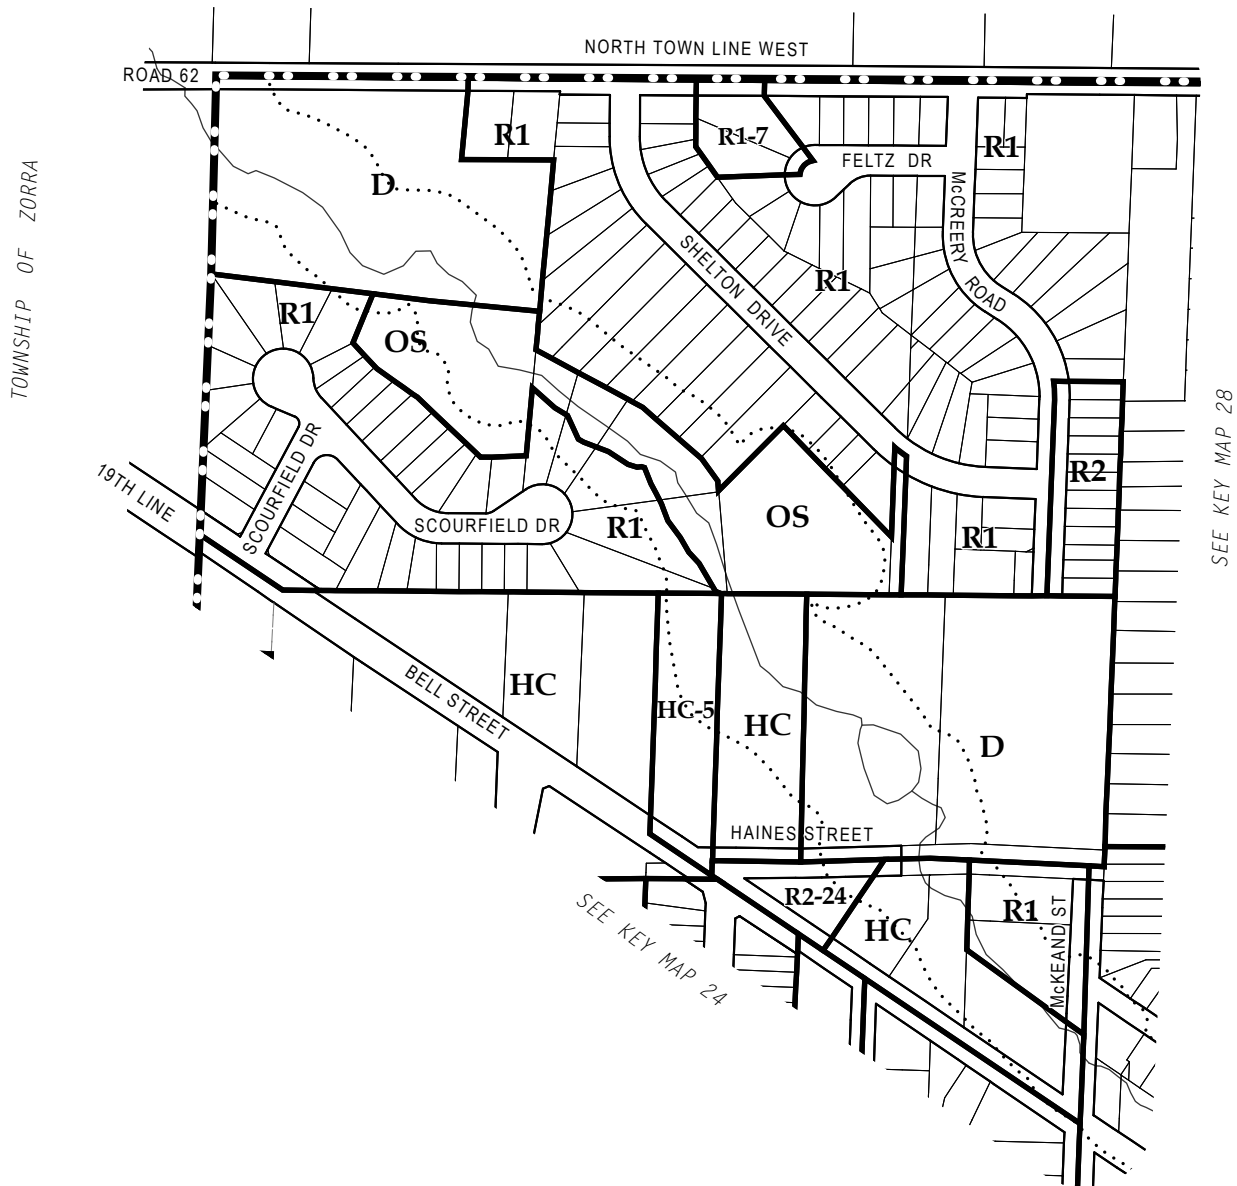 NORTH TOWN LINE WEST
ROAD 62
R1
R1-7
R1
FELTZ DR
TOWNSHIP OF ZORRA
D
McCREERY
ROAD
SHELTON DRIVE
R1
R1
OS
SEE KEY MAP 28
R2
19TH LINE
SCOURFIELD DR
SCOURFIELD DR
R1
OS
R1
BELL STREET
HC
HC-5
HC
D
HAINES STREET
R2-24
HC
R1
McKEAND ST
SEE KEY MAP 24